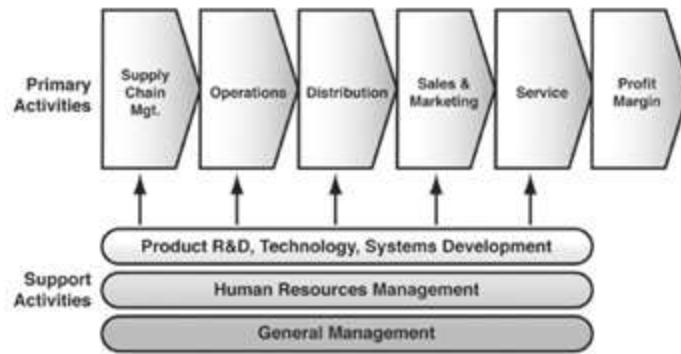 Primary
Activities
Supply
Chain
Mgt.
Operations
Distribution
Sales &
Marketing
Service
Profit
Margin
Product R&D, Technology, Systems Development
Support
Activities
Human Resources Management
General Management